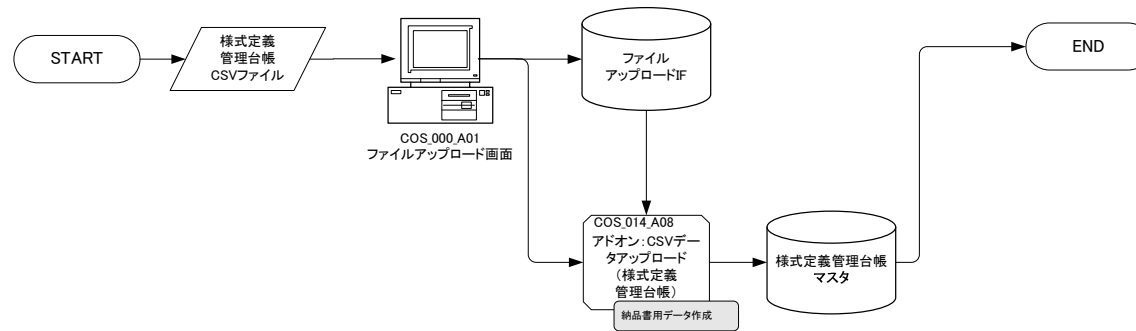 START
様式定義
管理台帳
CSVファイル
COS_000_A01
ファイルアップロード画面
ファイル
アップロードIF
COS_014_A08
アドオン：CSVデー
タアップロード
（様式定義
管理台帳）
納品書用データ作成
様式定義管理台帳
マスタ
END